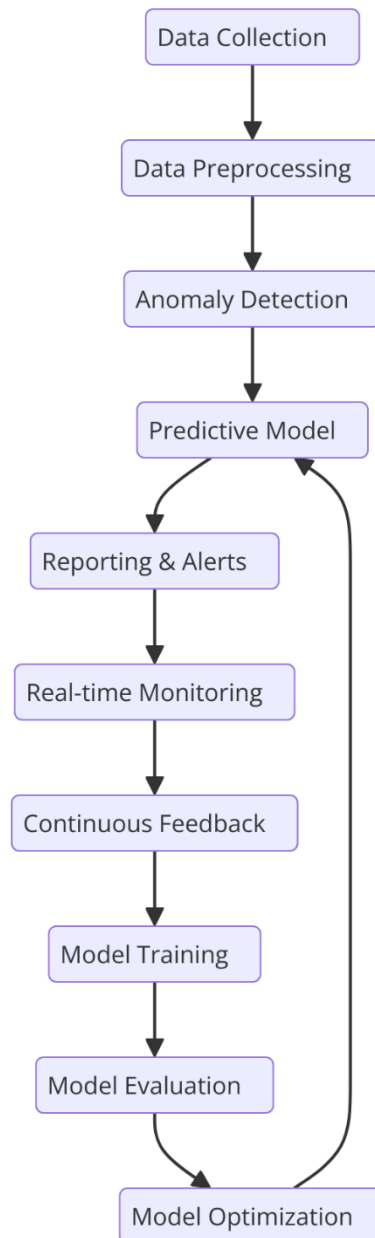 Data Collection
Data Preprocessing
Anomaly Detection
Predictive Model
Reporting & Alerts
Real-time Monitoring
Continuous Feedback
Model Training
Model Evaluation
Model Optimization